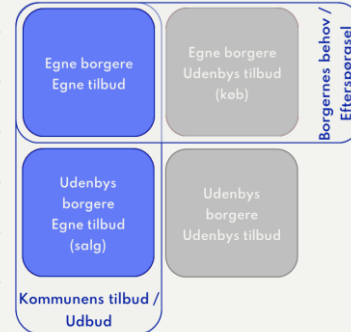 Egne borgere
Egne tilbud
Egne borgere
Udenbys tilbud
(køb)
Borgernes behov /
Efterspørgsel
Udenbys
borgere
Egne tilbud
(salg)
Udenbys
borgere
Udenbys tilbud
Kommunens tilbud /
Udbud